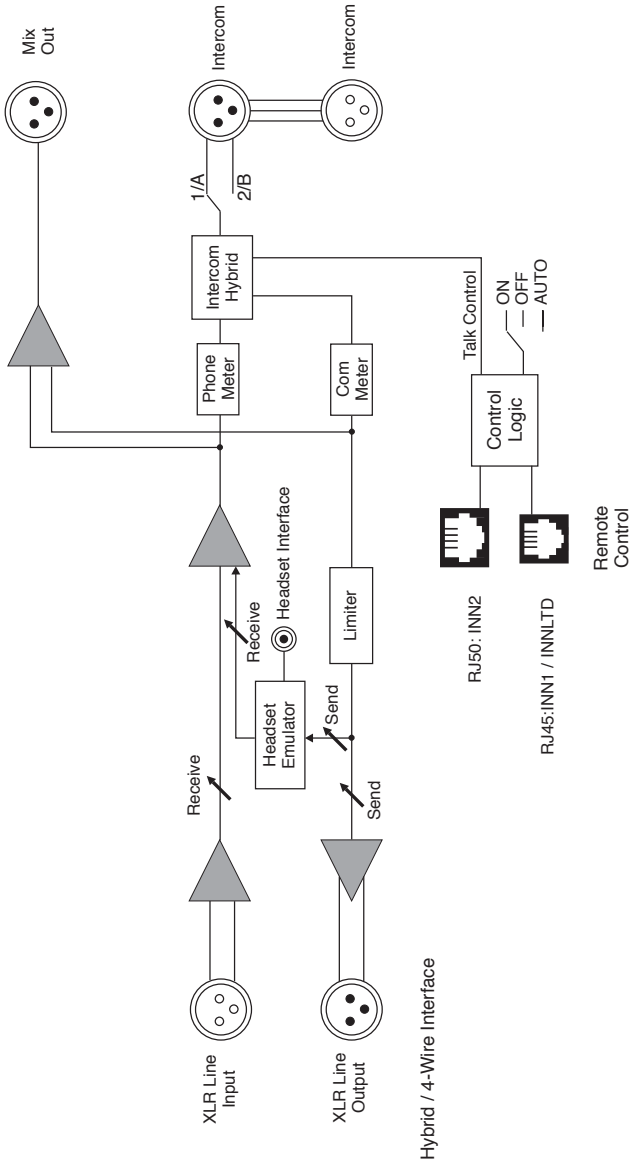 Mix
Out
Intercom
Intercom
1/A
2/B
Intercom
Hybrid
Phone
Meter
Com
Meter
Talk Control
ON
OFF
AUTO
Control
Logic
Headset Interface
Receive
Limiter
Headset
Emulator
Send
Receive
Send
RJ50: INN2
RJ45:INN1 / INNLTD
Remote
Control
XLR Line
Input
XLR Line
Output
Hybrid / 4-Wire Interface